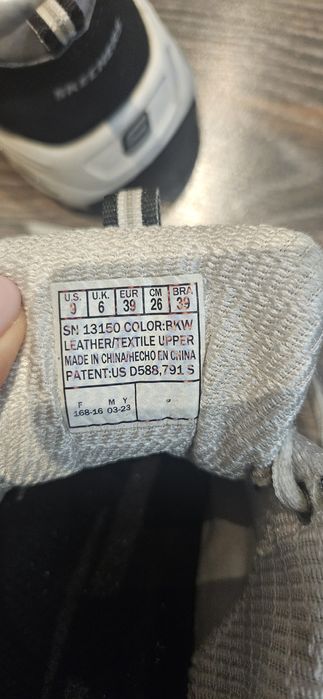 SKECHERS
U.S. U.K. EUR CM BRA.
9 6 39 26 39
SN 13150 COLOR:BKW
LEATHER/TEXTILE UPPER
MADE IN CHINA/HECHO EN CHINA
PATENT:US D588,791 S
F M Y
168-16 03-23